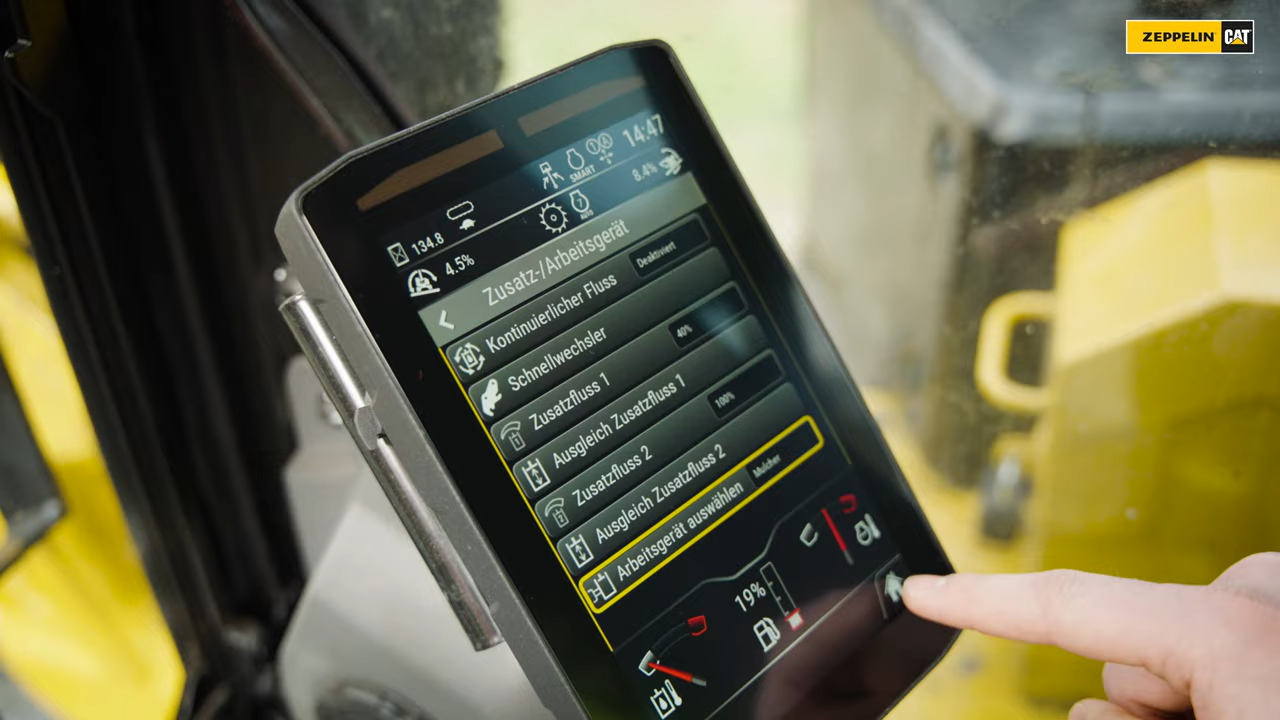 ZEPPELIN CAT
14:47
SMART
134.8
8.4%
AUTO
4.5%
Zusatz-/Arbeitsgerät
Kontinuierlicher Fluss
Deaktiviert
Schnellwechsler
Zusatzfluss 1
40%
Ausgleich Zusatzfluss 1
Zusatzfluss 2
100%
Ausgleich Zusatzfluss 2
Arbeitsgerät auswählen
Mulcher
19%